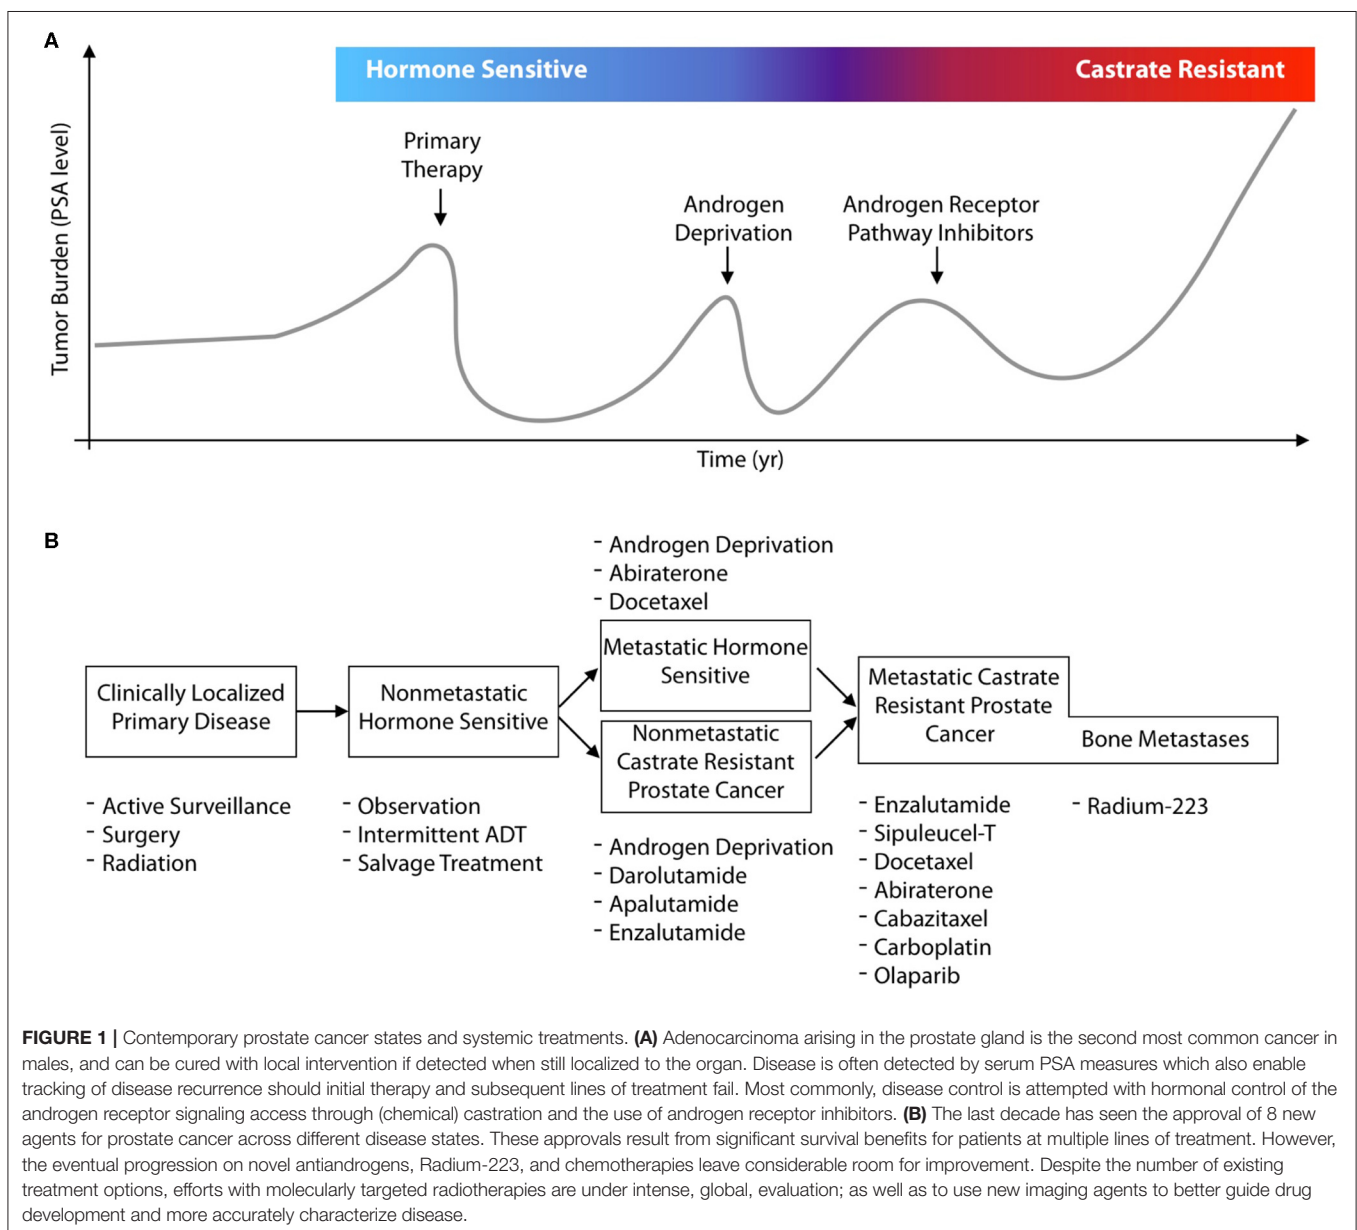 A
Hormone Sensitive
Castrate Resistant
Primary
Therapy
Androgen
Deprivation
Androgen Receptor
Pathway Inhibitors
Tumor Burden (PSA level)
Time (yr)
B
- Androgen Deprivation
- Abiraterone
- Docetaxel
Clinically Localized
Primary Disease
Nonmetastatic
Hormone Sensitive
Metastatic Hormone
Sensitive
Nonmetastatic
Castrate Resistant
Prostate Cancer
Metastatic Castrate
Resistant Prostate
Cancer
Bone Metastases
- Active Surveillance
- Surgery
- Radiation
- Observation
- Intermittent ADT
- Salvage Treatment
- Androgen Deprivation
- Darolutamide
- Apalutamide
- Enzalutamide
- Enzalutamide
- Sipuleucel-T
- Docetaxel
- Abiraterone
- Cabazitaxel
- Carboplatin
- Olaparib
- Radium-223
FIGURE 1 | Contemporary prostate cancer states and systemic treatments. (A) Adenocarcinoma arising in the prostate gland is the second most common cancer in
males, and can be cured with local intervention if detected when still localized to the organ. Disease is often detected by serum PSA measures which also enable
tracking of disease recurrence should initial therapy and subsequent lines of treatment fail. Most commonly, disease control is attempted with hormonal control of the
androgen receptor signaling access through (chemical) castration and the use of androgen receptor inhibitors. (B) The last decade has seen the approval of 8 new
agents for prostate cancer across different disease states. These approvals result from significant survival benefits for patients at multiple lines of treatment. However,
the eventual progression on novel antiandrogens, Radium-223, and chemotherapies leave considerable room for improvement. Despite the number of existing
treatment options, efforts with molecularly targeted radiotherapies are under intense, global, evaluation; as well as to use new imaging agents to better guide drug
development and more accurately characterize disease.